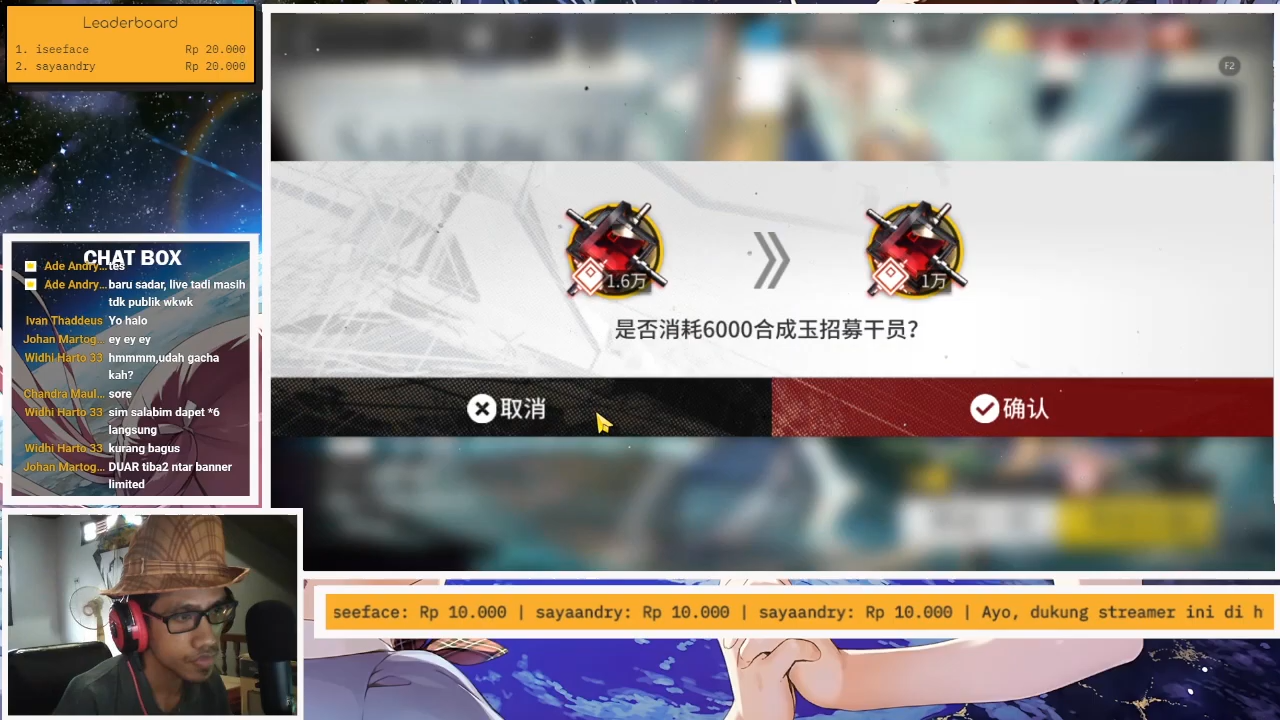 Leaderboard
1. iseeface Rp 20.000
2. sayaandry Rp 20.000
F2
1.6万
1万
是否消耗6000合成玉招募干员?
取消
确认
CHAT BOX
Ade Andry... tes
Ade Andry... baru sadar, live tadi masih
tdk publik wkwk
Ivan Thaddeus Yo halo
Johan Martog... ey ey ey
Widhi Harto 33 hmmmm,udah gacha
kah?
Chandra Maul... sore
Widhi Harto 33 sim salabim dapet *6
langsung
Widhi Harto 33 kurang bagus
Johan Martog... DUAR tiba2 ntar banner
limited
seeface: Rp 10.000 | sayaandry: Rp 10.000 | sayaandry: Rp 10.000 | Ayo, dukung streamer ini di h